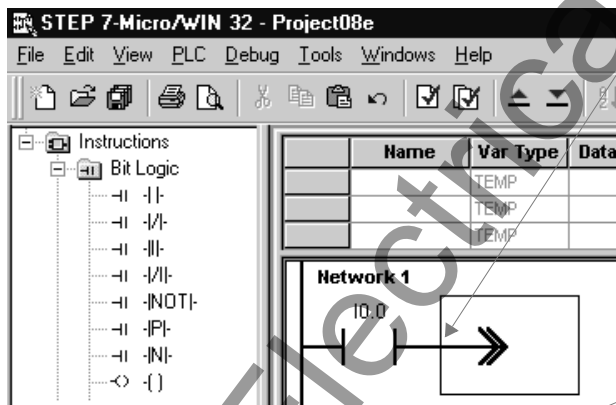 STEP 7-Micro/WIN 32 - Project08e
File Edit View PLC Debug Tools Windows Help
Instructions
Bit Logic
-| |-
-|/|-
-|I|-
-|/I|-
-|NOT|-
-|P|-
-|N|-
-( )
Name Var Type Data
TEMP
TEMP
TEMP
Network 1
I0.0
Electrica